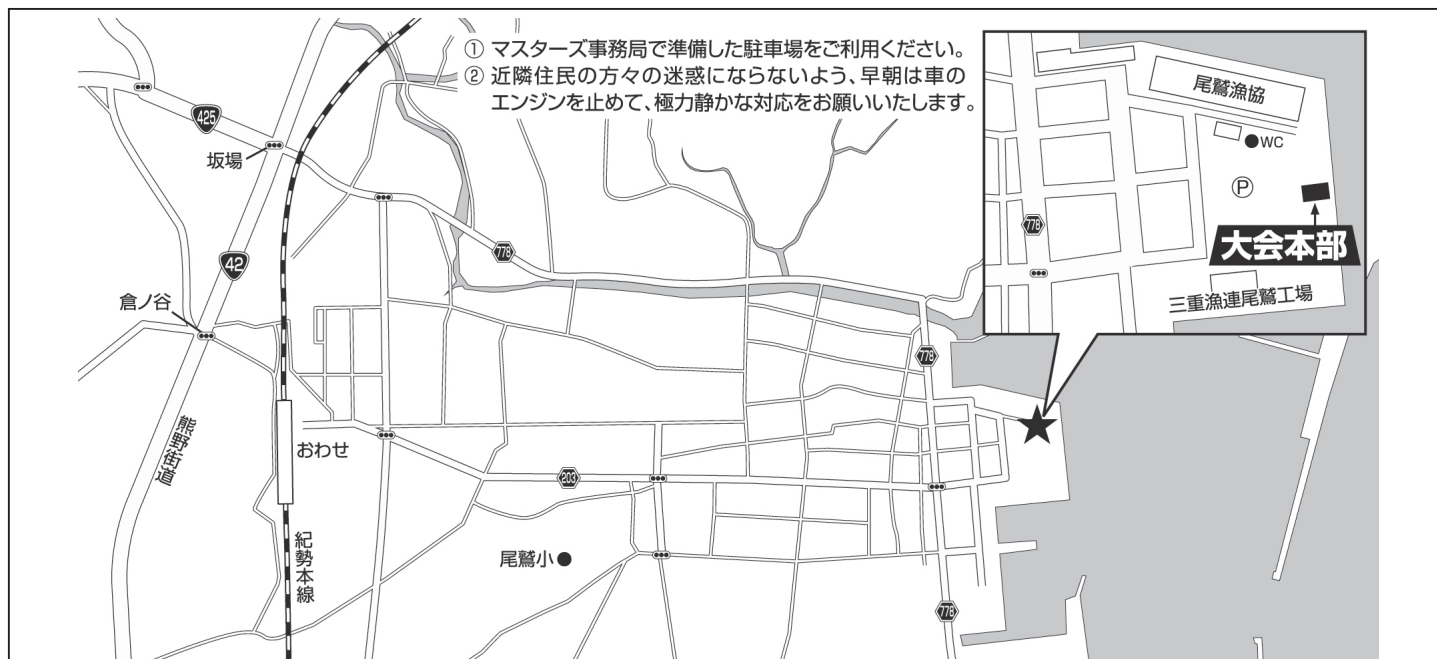 ① マスターズ事務局で準備した駐車場をご利用ください。
② 近隣住民の方々の迷惑にならないよう、早朝は車の
エンジンを止めて、極力静かな対応をお願いいたします。
尾鷲漁協
WC
P
778
大会本部
三重漁連尾鷲工場
425
坂場
778
42
倉ノ谷
778
熊野街道
おわせ
203
紀勢本線
尾鷲小
778